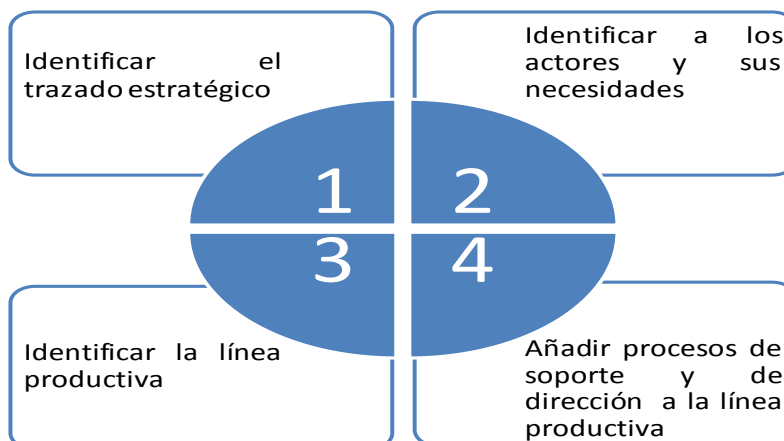 Identificar el
trazado estratégico
Identificar a los
actores y sus
necesidades
1
2
3
4
Identificar la línea
productiva
Añadir procesos de
soporte y de
dirección a la línea
productiva